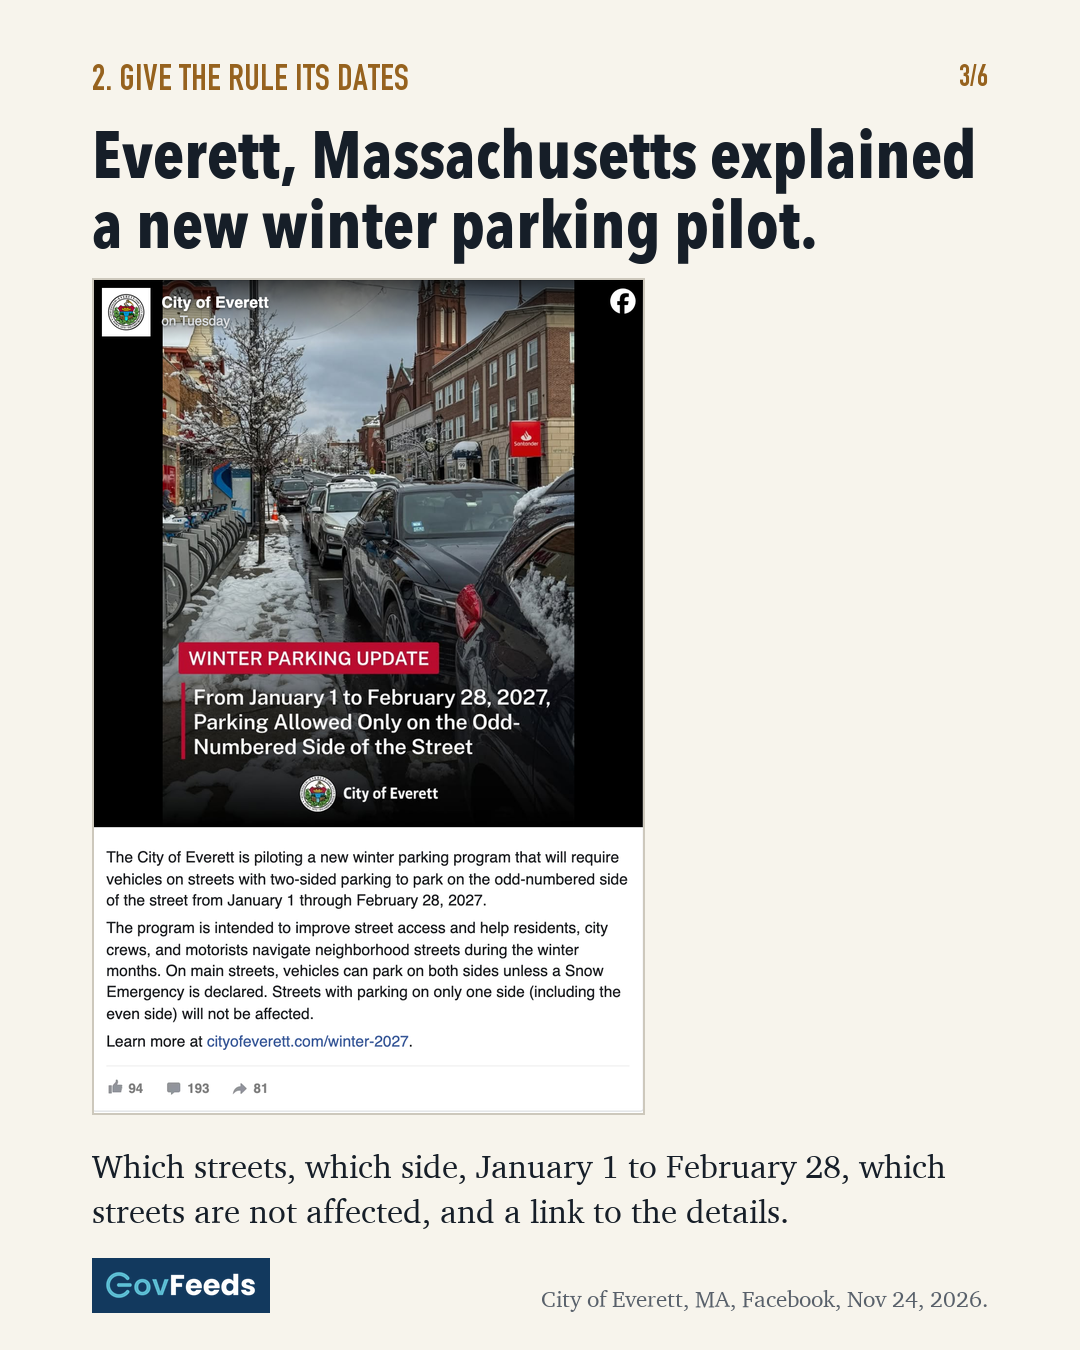 2. GIVE THE RULE ITS DATES
3/6
Everett, Massachusetts explained
a new winter parking pilot.
City of Everett
on Tuesday
Santander
WINTER PARKING UPDATE
From January 1 to February 28, 2027,
Parking Allowed Only on the Odd-
Numbered Side of the Street
City of Everett
The City of Everett is piloting a new winter parking program that will require
vehicles on streets with two-sided parking to park on the odd-numbered side
of the street from January 1 through February 28, 2027.
The program is intended to improve street access and help residents, city
crews, and motorists navigate neighborhood streets during the winter
months. On main streets, vehicles can park on both sides unless a Snow
Emergency is declared. Streets with parking on only one side (including the
even side) will not be affected.
Learn more at cityofeverett.com/winter-2027.
94 193 81
Which streets, which side, January 1 to February 28, which
streets are not affected, and a link to the details.
GovFeeds
City of Everett, MA, Facebook, Nov 24, 2026.